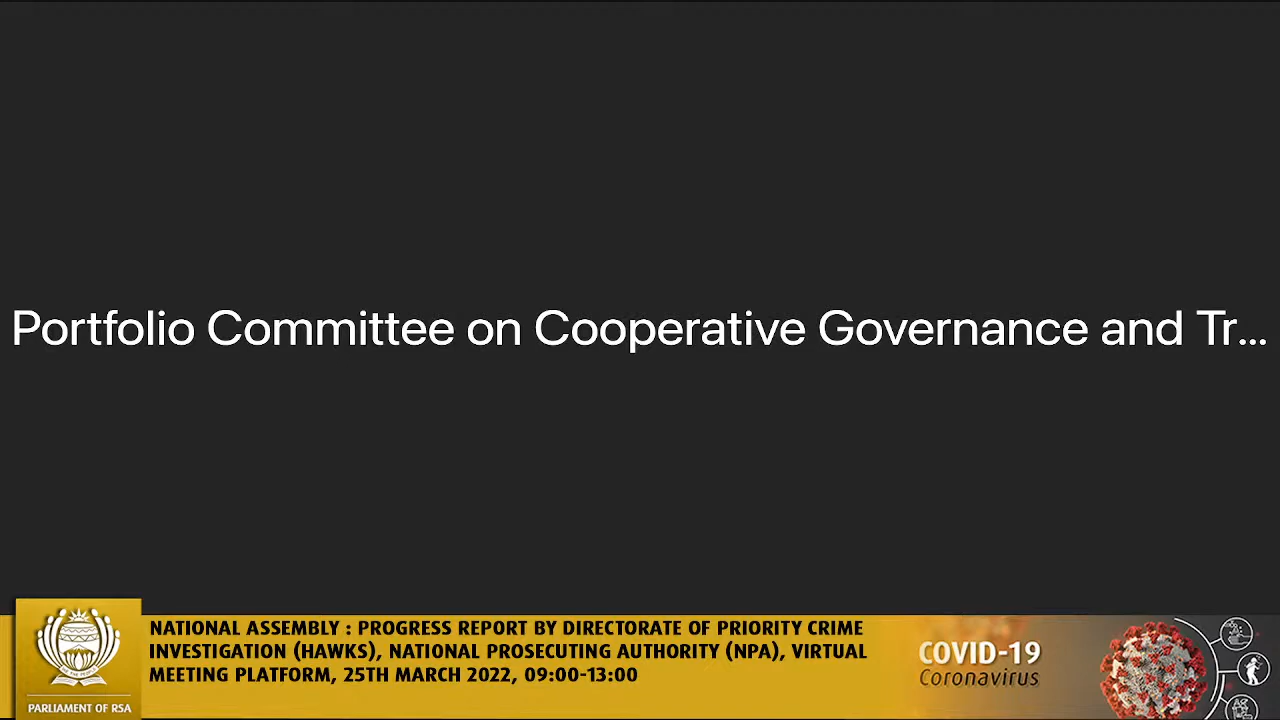 Portfolio Committee on Cooperative Governance and Tr...
NATIONAL ASSEMBLY : PROGRESS REPORT BY DIRECTORATE OF PRIORITY CRIME
INVESTIGATION (HAWKS), NATIONAL PROSECUTING AUTHORITY (NPA), VIRTUAL
MEETING PLATFORM, 25TH MARCH 2022, 09:00-13:00
PARLIAMENT OF RSA
COVID-19
Coronavirus